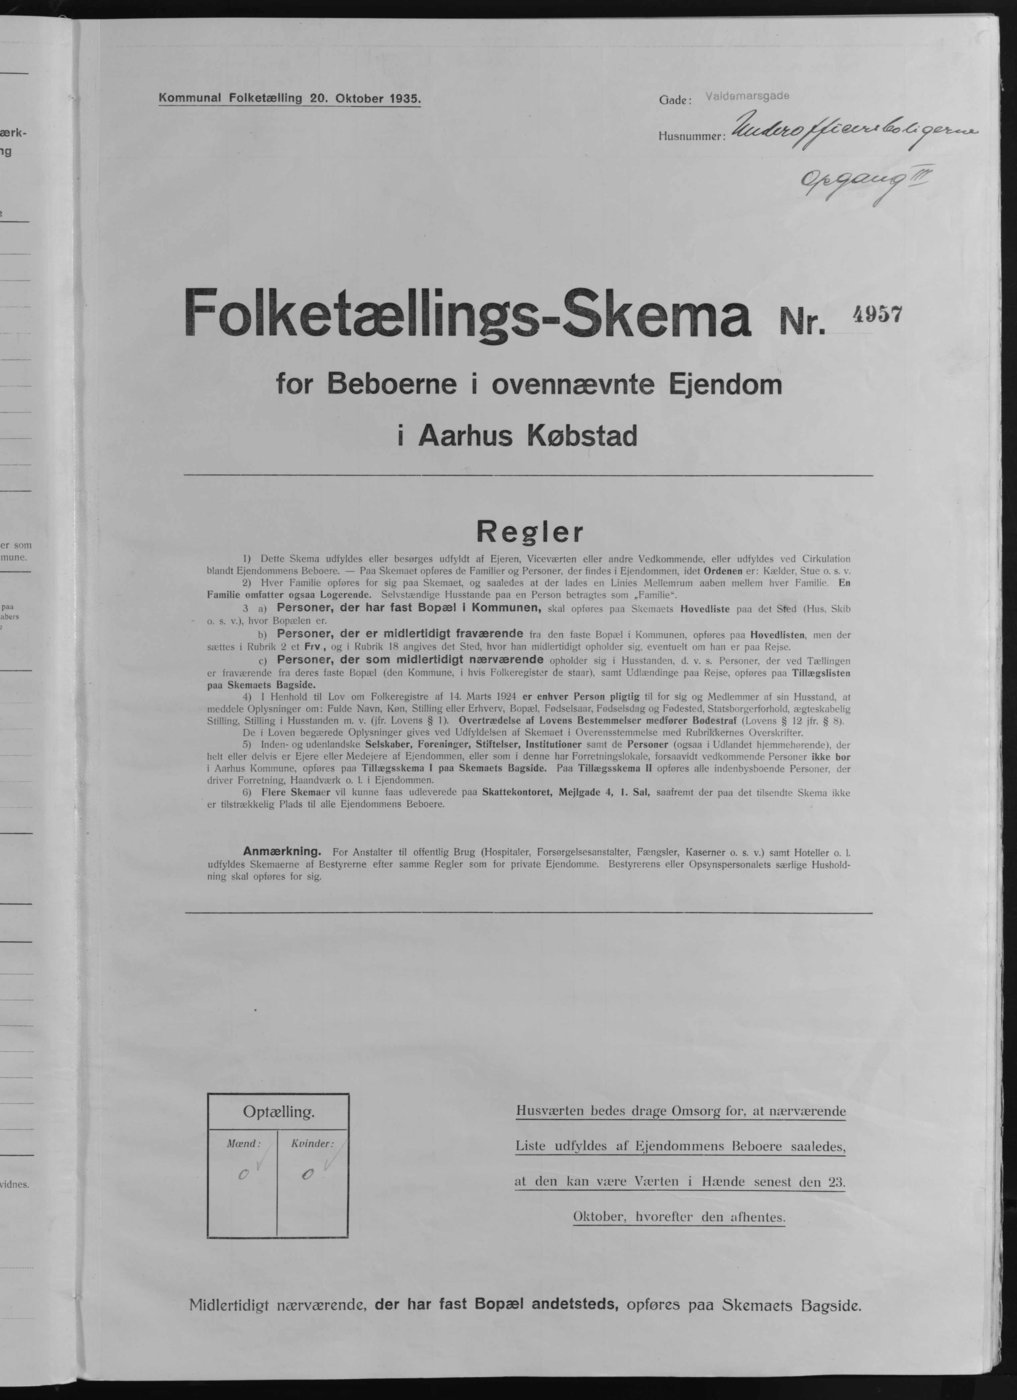 Kommunal Folketælling 20. Oktober 1935.
Gade: Valdemarsgade
Husnummer: Underofficersboligerne
Opgang III
Folketællings-Skema Nr. 4957
for Beboerne i ovennævnte Ejendom
i Aarhus Købstad
Regler
1) Dette Skema udfyldes eller besørges udfyldt af Ejeren, Viceværten eller andre Vedkommende, eller udfyldes ved Cirkulation
blandt Ejendommens Beboere. — Paa Skemaet opføres de Familier og Personer, der findes i Ejendommen, idet Ordenen er: Kælder, Stue o. s. v.
2) Hver Familie opføres for sig paa Skemaet, og saaledes at der lades en Linies Mellemrum aaben mellem hver Familie. En
Familie omfatter ogsaa Logerende. Selvstændige Husstande paa en Person betragtes som „Familie“.
3 a) Personer, der har fast Bopæl i Kommunen, skal opføres paa Skemaets Hovedliste paa det Sted (Hus, Skib
o. s. v.), hvor Bopælen er.
b) Personer, der er midlertidigt fraværende fra den faste Bopæl i Kommunen, opføres paa Hovedlisten, men der
sættes i Rubrik 2 et Frv., og i Rubrik 18 angives det Sted, hvor han midlertidigt opholder sig, eventuelt om han er paa Rejse.
c) Personer, der som midlertidigt nærværende opholder sig i Husstanden, d. v. s. Personer, der ved Tællingen
er fraværende fra deres faste Bopæl (den Kommune, i hvis Folkeregister de staar), samt Udlændinge paa Rejse, opføres paa Tillægslisten
paa Skemaets Bagside.
4) I Henhold til Lov om Folkeregistre af 14. Marts 1924 er enhver Person pligtig til for sig og Medlemmer af sin Husstand, at
meddele Oplysninger om: Fulde Navn, Køn, Stilling eller Erhverv, Bopæl, Fødselsaar, Fødselsdag og Fødested, Statsborgerforhold, ægteskabelig
Stilling, Stilling i Husstanden m. v. (jfr. Lovens § 1). Overtrædelse af Lovens Bestemmelser medfører Bødestraf (Lovens § 12 jfr. § 8).
De i Loven begærede Oplysninger gives ved Udfyldelsen af Skemaet i Overensstemmelse med Rubrikkernes Overskrifter.
5) Inden- og udenlandske Selskaber, Foreninger, Stiftelser, Institutioner samt de Personer (ogsaa i Udlandet hjemmehørende), der
helt eller delvis er Ejere eller Medejere af Ejendommen, eller som i denne har Forretningslokale, forsaavidt vedkommende Personer ikke bor
i Aarhus Kommune, opføres paa Tillægsskema I paa Skemaets Bagside. Paa Tillægsskema II opføres alle indenbysboende Personer, der
driver Forretning, Haandværk o. l. i Ejendommen.
6) Flere Skemaer vil kunne faas udleverede paa Skattekontoret, Mejlgade 4, 1. Sal, saafremt der paa det tilsendte Skema ikke
er tilstrækkelig Plads til alle Ejendommens Beboere.
Anmærkning. For Anstalter til offentlig Brug (Hospitaler, Forsørgelsesanstalter, Fængsler, Kaserner o. s. v.) samt Hoteller o. l.
udfyldes Skemaerne af Bestyrerne efter samme Regler som for private Ejendomme. Bestyrerens eller Opsynspersonalets særlige Hushold-
ning skal opføres for sig.
Optælling.
Mænd: Kvinder:
0 0
Husværten bedes drage Omsorg for, at nærværende
Liste udfyldes af Ejendommens Beboere saaledes,
at den kan være Værten i Hænde senest den 23.
Oktober, hvorefter den afhentes.
Midlertidigt nærværende, der har fast Bopæl andetsteds, opføres paa Skemaets Bagside.